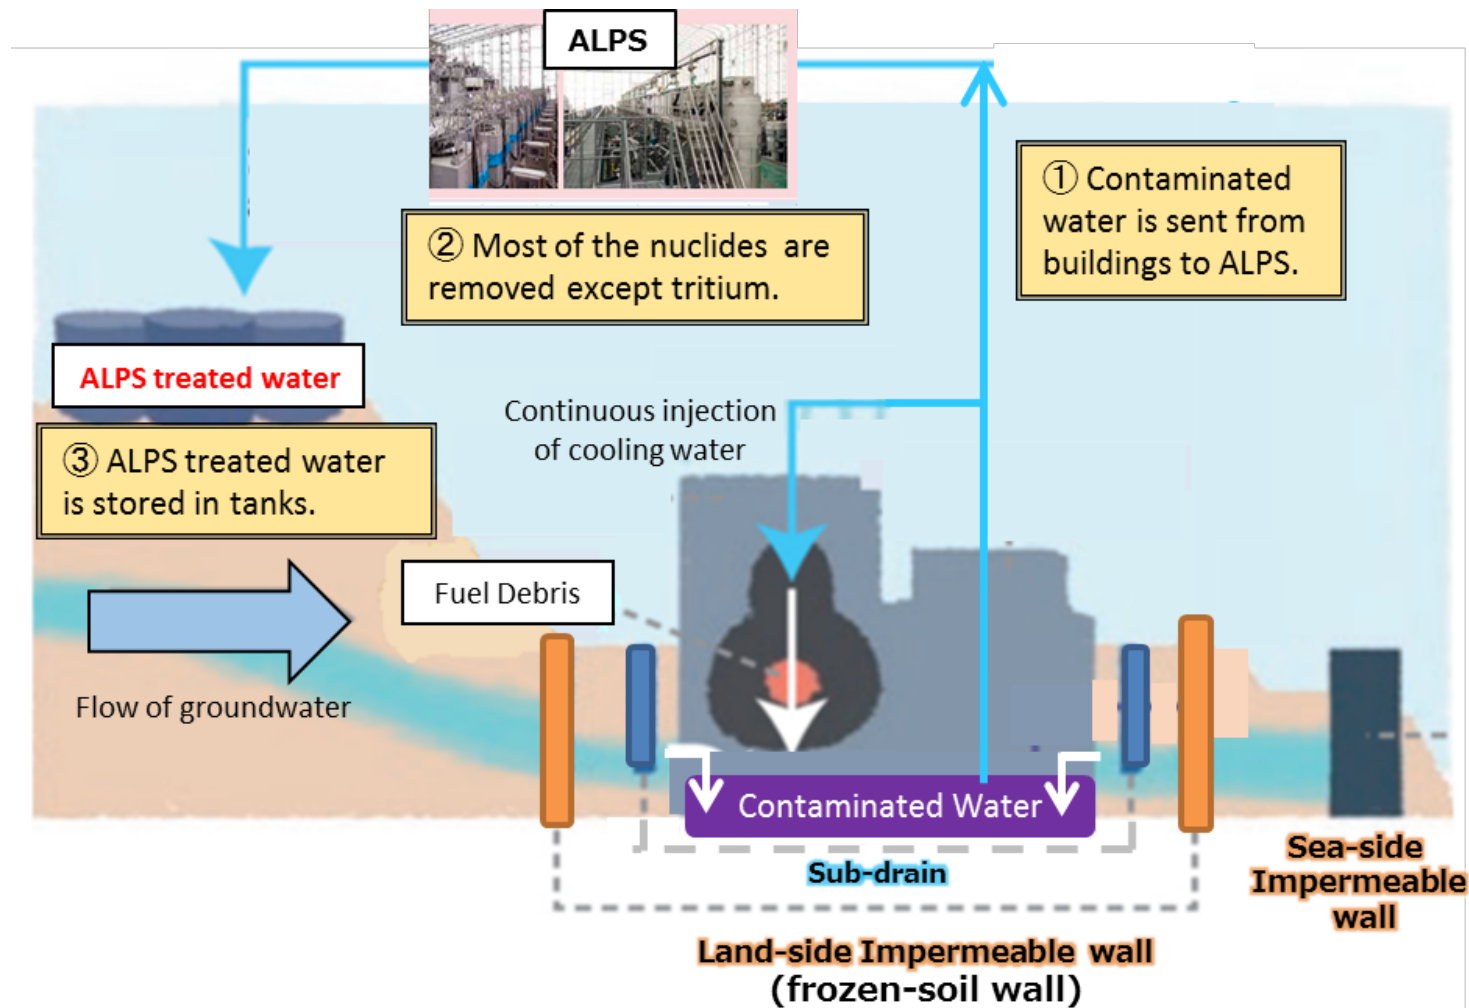 ALPS
① Contaminated
water is sent from
buildings to ALPS.
② Most of the nuclides are
removed except tritium.
ALPS treated water
③ ALPS treated water
is stored in tanks.
Continuous injection
of cooling water
Fuel Debris
Flow of groundwater
Contaminated Water
Sub-drain
Land-side Impermeable wall
(frozen-soil wall)
Sea-side
Impermeable
wall